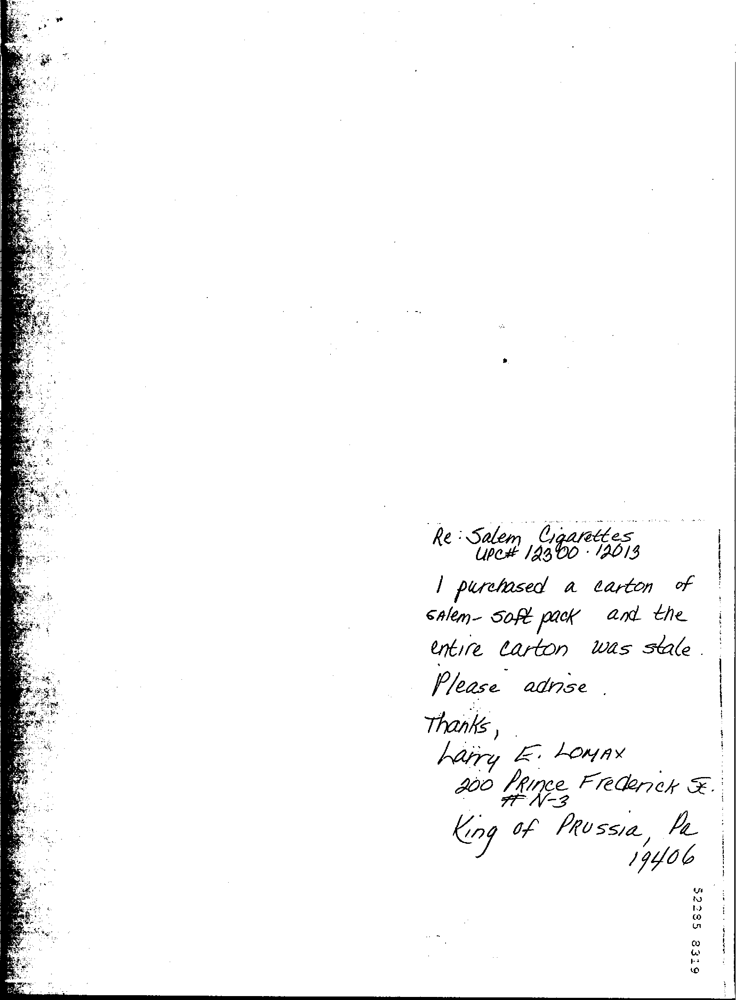 Re: Salem Cigarettes
UPC# 12300-12013
I purchased a carton of
SAlem- soft pack and the
entire carton was stale.
Please advise.
Thanks,
Larry E. LOMAX
200 PRince FreDerick St.
# N-3
King of PRussia, Pa
19406
52285 8319